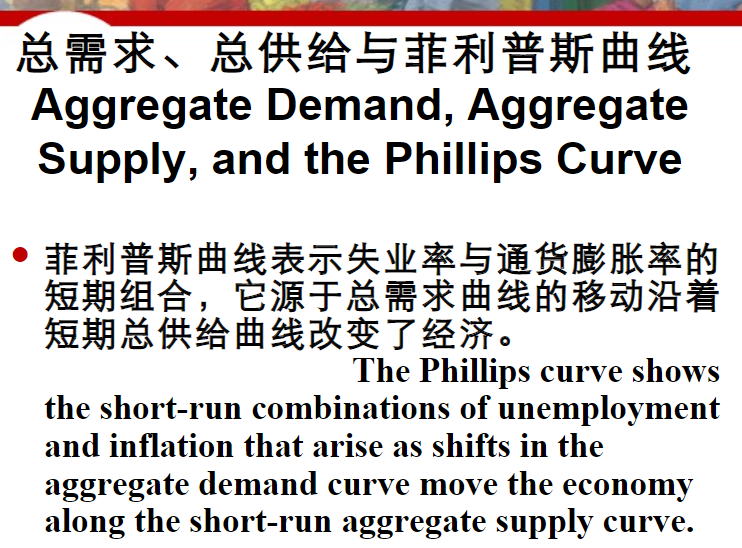 总需求、总供给与菲利普斯曲线
Aggregate Demand, Aggregate
Supply, and the Phillips Curve
菲利普斯曲线表示失业率与通货膨胀率的
短期组合，它源于总需求曲线的移动沿着
短期总供给曲线改变了经济。
The Phillips curve shows
the short-run combinations of unemployment
and inflation that arise as shifts in the
aggregate demand curve move the economy
along the short-run aggregate supply curve.